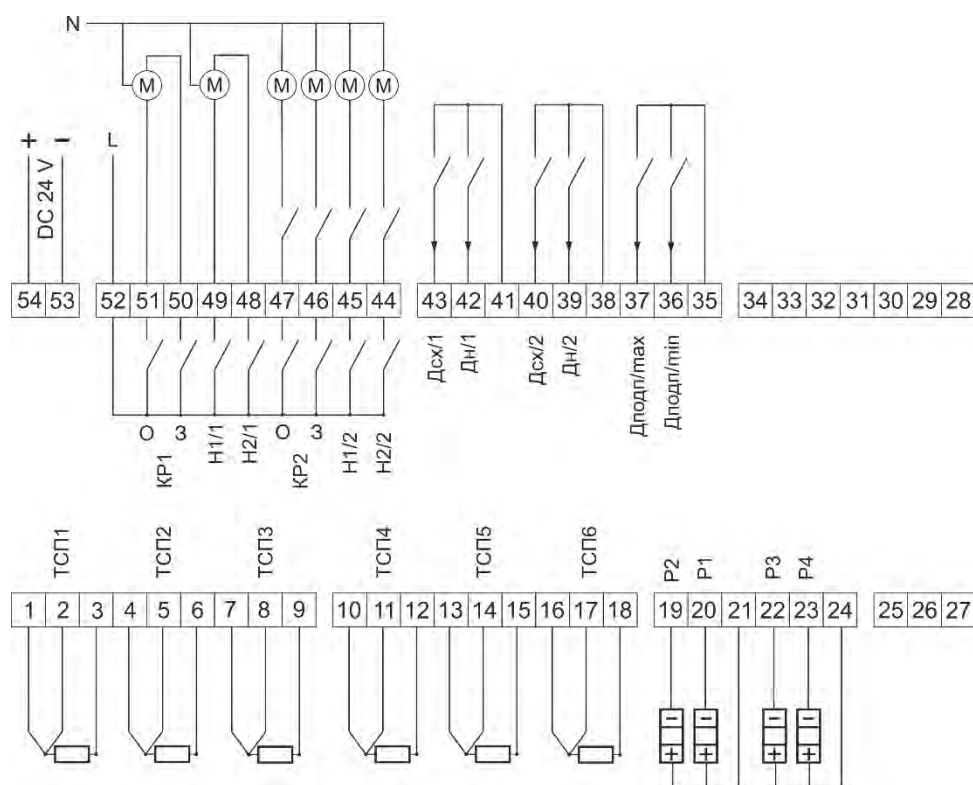 N
M M M M M M
+ − L
DC 24 V
54 53 52 51 50 49 48 47 46 45 44 43 42 41 40 39 38 37 36 35 34 33 32 31 30 29 28
О З Н1/1 Н2/1 О З Н1/2 Н2/2
КР1 КР2
Дсх/1 Дн/1 Дсх/2 Дн/2 Дподп/max Дподп/min
ТСП1 ТСП2 ТСП3 ТСП4 ТСП5 ТСП6 Р2 Р1 Р3 Р4
1 2 3 4 5 6 7 8 9 10 11 12 13 14 15 16 17 18 19 20 21 22 23 24 25 26 27
− − − −
+ + + +